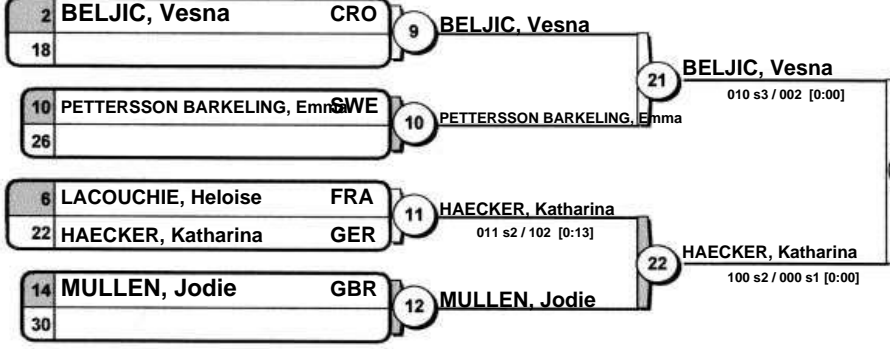 2 BELJIC, Vesna CRO
18
9
BELJIC, Vesna
10 PETTERSSON BARKELING, Emma SWE
26
10
PETTERSSON BARKELING, Emma
21
BELJIC, Vesna
010 s3 / 002 [0:00]
6 LACOUCHIE, Heloise FRA
22 HAECKER, Katharina GER
11
HAECKER, Katharina
011 s2 / 102 [0:13]
14 MULLEN, Jodie GBR
30
12
MULLEN, Jodie
22
HAECKER, Katharina
100 s2 / 000 s1 [0:00]